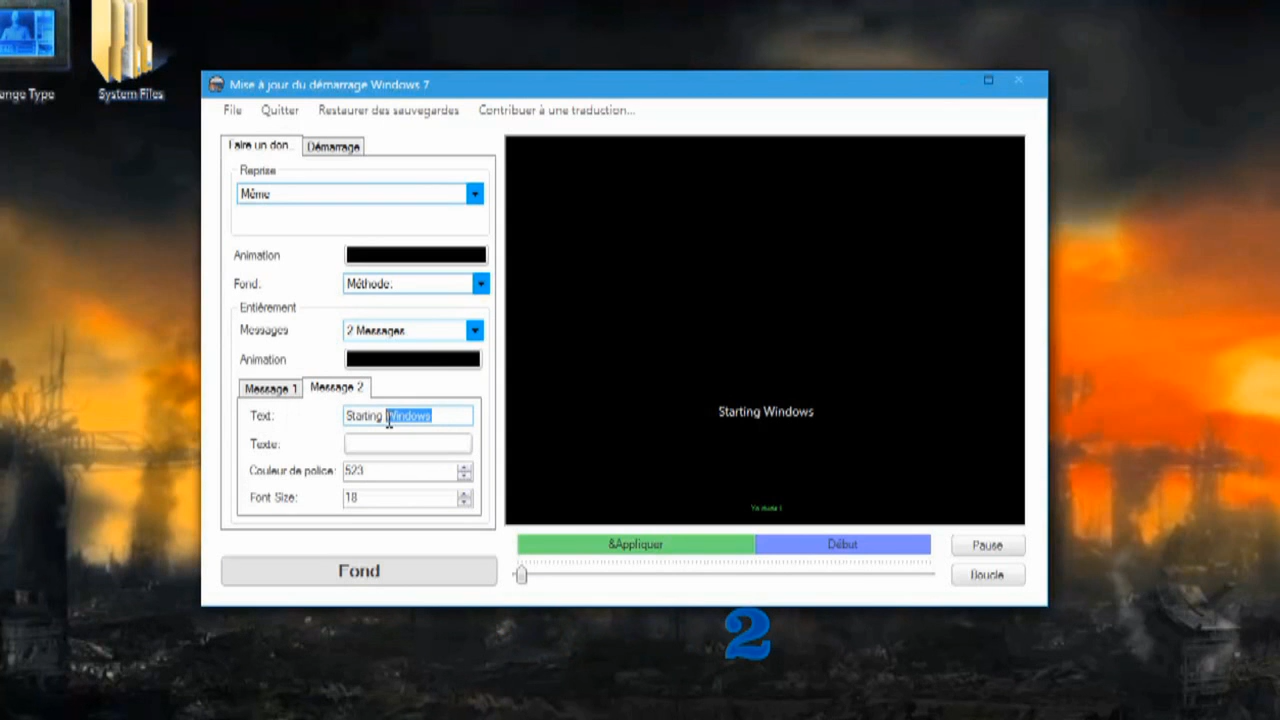 ange Type
System Files
Mise à jour du démarrage Windows 7
File Quitter Restaurer des sauvegardes Contribuer à une traduction...
Faire un don... Démarrage
Reprise
Même
Animation
Fond. Méthode:
Entièrement
Messages 2 Messages
Animation
Message 1 Message 2
Text: Starting Windows
Texte:
Couleur de police: 523
Font Size: 18
Fond
Starting Windows
&Appliquer Début
Pause
Boucle
2